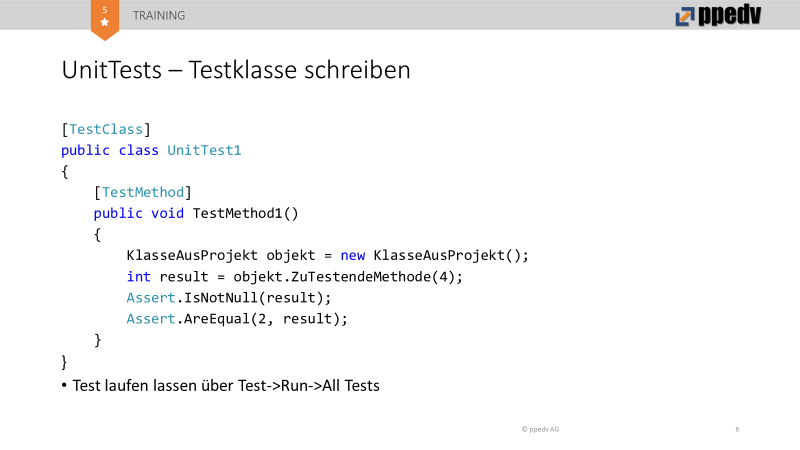 5
TRAINING
ppedv
UnitTests – Testklasse schreiben
[TestClass]
public class UnitTest1
{
[TestMethod]
public void TestMethod1()
{
KlasseAusProjekt objekt = new KlasseAusProjekt();
int result = objekt.ZuTestendeMethode(4);
Assert.IsNotNull(result);
Assert.AreEqual(2, result);
}
}
• Test laufen lassen über Test->Run->All Tests
© ppedv AG
6